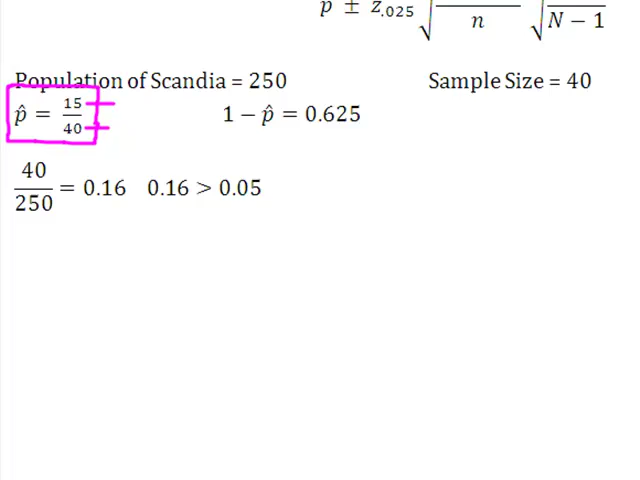 p ± z.025 √ n √ N − 1
Population of Scandia = 250 Sample Size = 40
p̂ = 15/40 1 − p̂ = 0.625
40/250 = 0.16 0.16 > 0.05